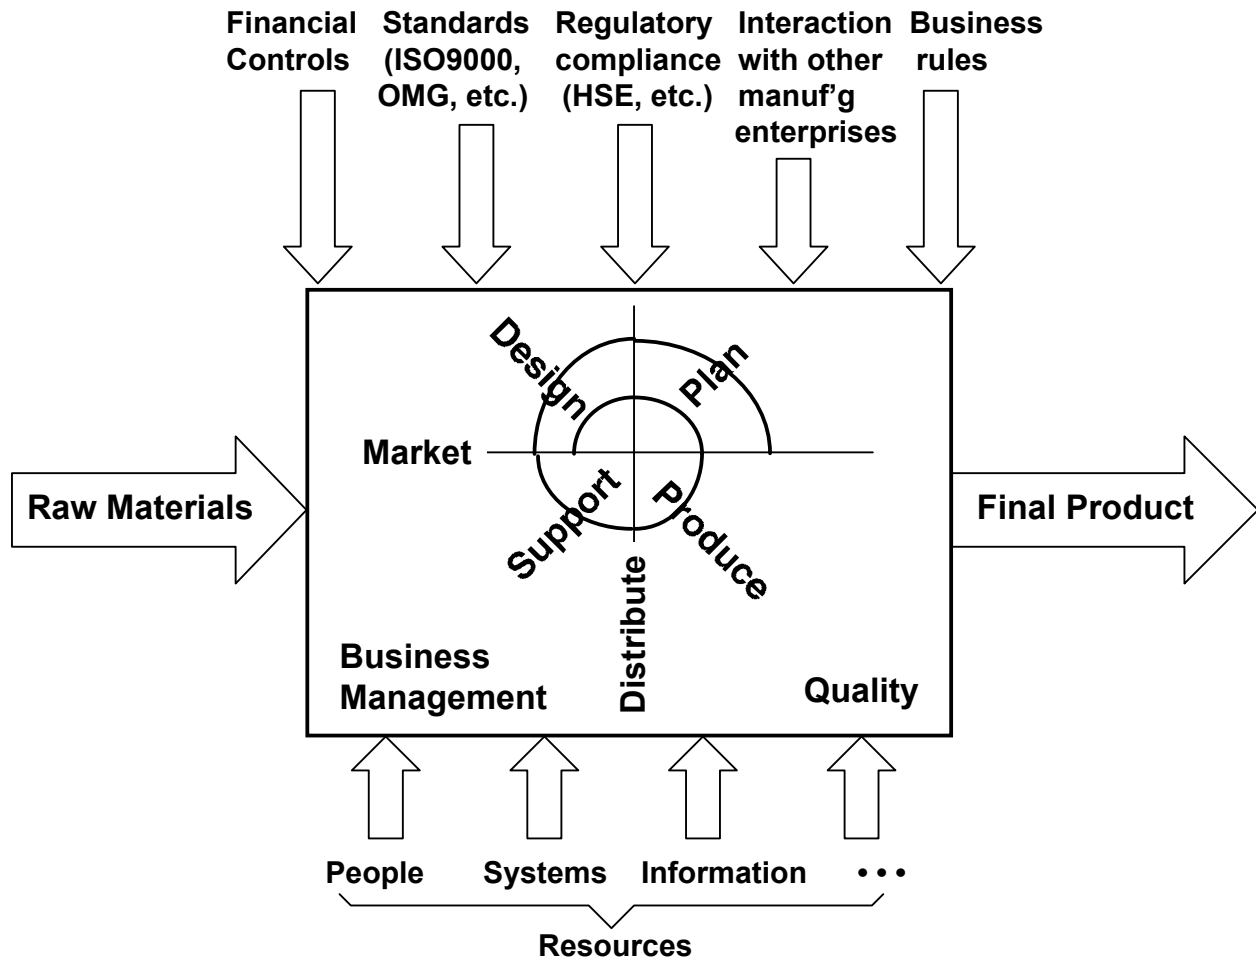 Financial
Controls
Standards
(ISO9000,
OMG, etc.)
Regulatory
compliance
(HSE, etc.)
Interaction
with other
manuf'g
enterprises
Business
rules
Design
Plan
Market
Support
Produce
Distribute
Raw Materials
Final Product
Business
Management
Quality
People
Systems
Information
•••
Resources